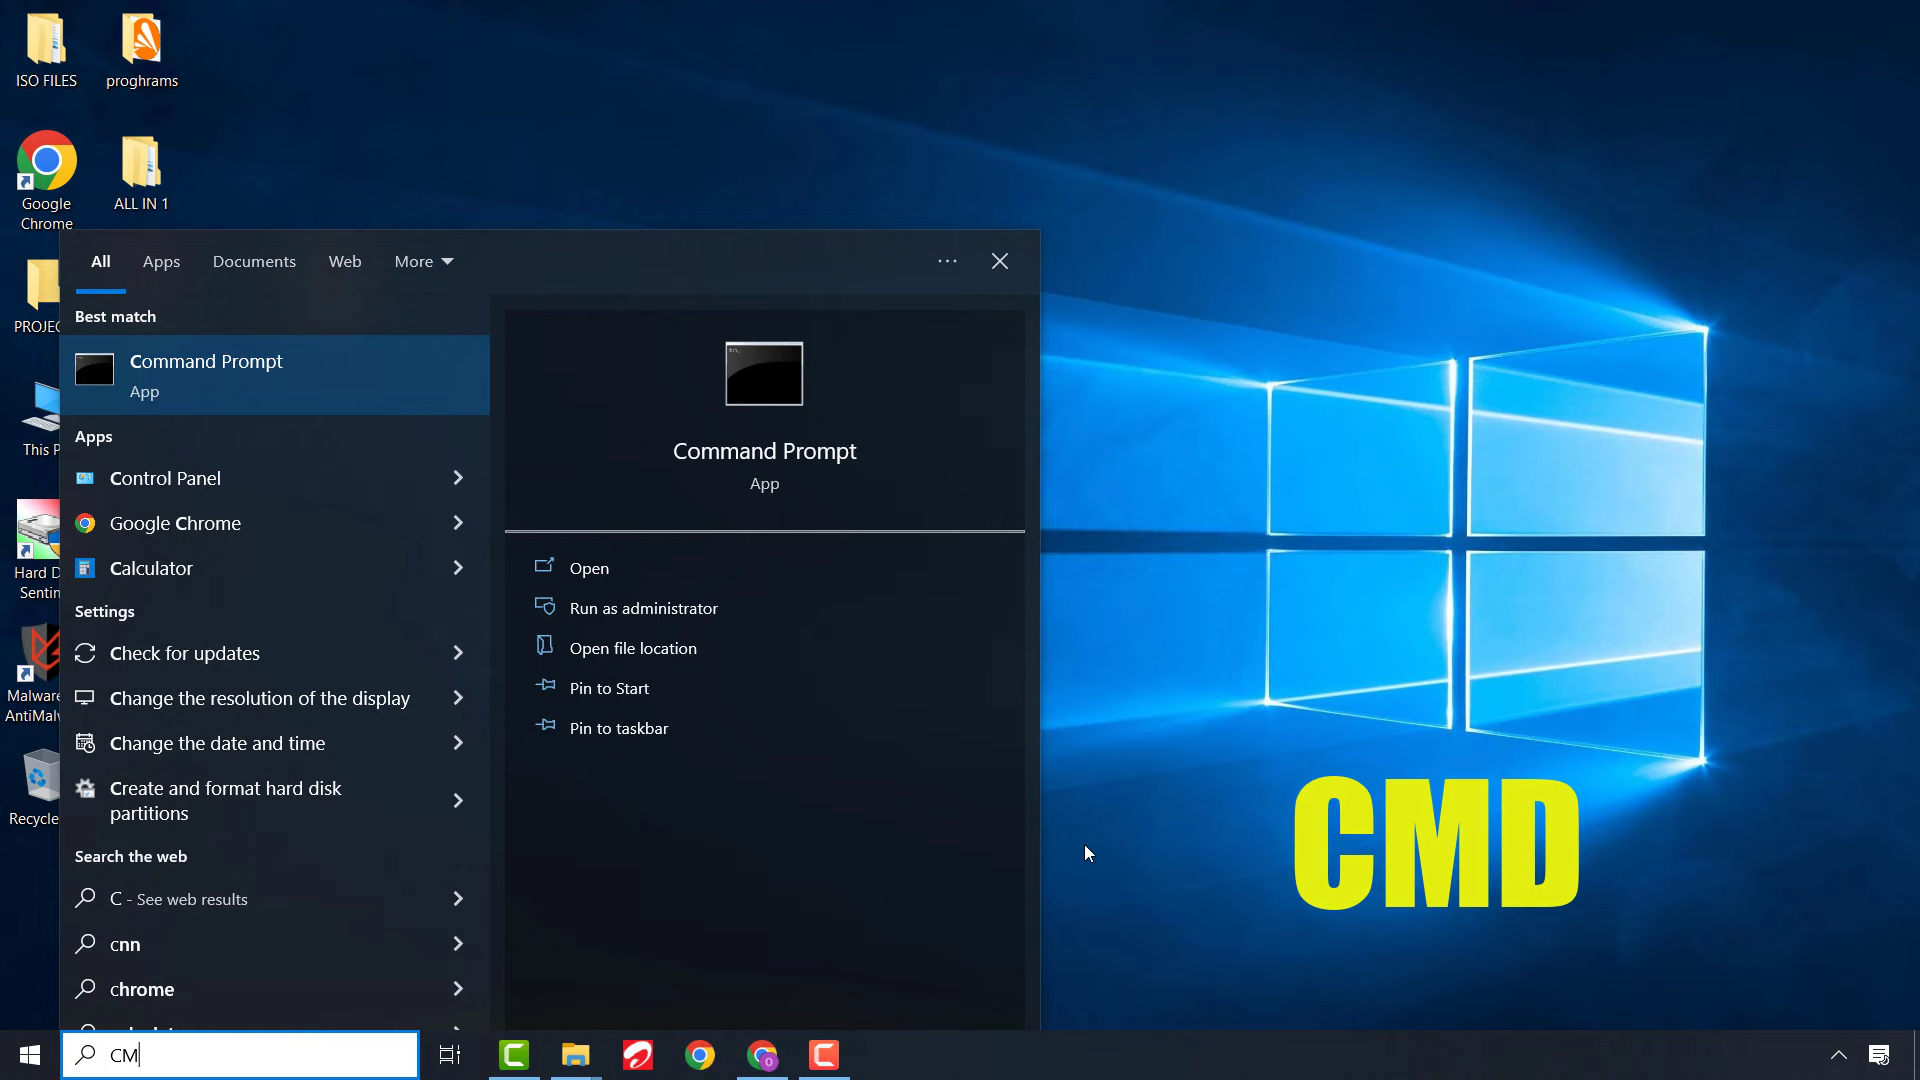 ISO FILES
proghrams
Google
Chrome
ALL IN 1
PROJEC
This P
Hard D
Sentin
Malware
AntiMalw
Recycle
All
Apps
Documents
Web
More
Best match
Command Prompt
App
Apps
Control Panel
Google Chrome
Calculator
Settings
Check for updates
Change the resolution of the display
Change the date and time
Create and format hard disk
partitions
Search the web
C - See web results
cnn
chrome
Command Prompt
App
Open
Run as administrator
Open file location
Pin to Start
Pin to taskbar
CMD
CM